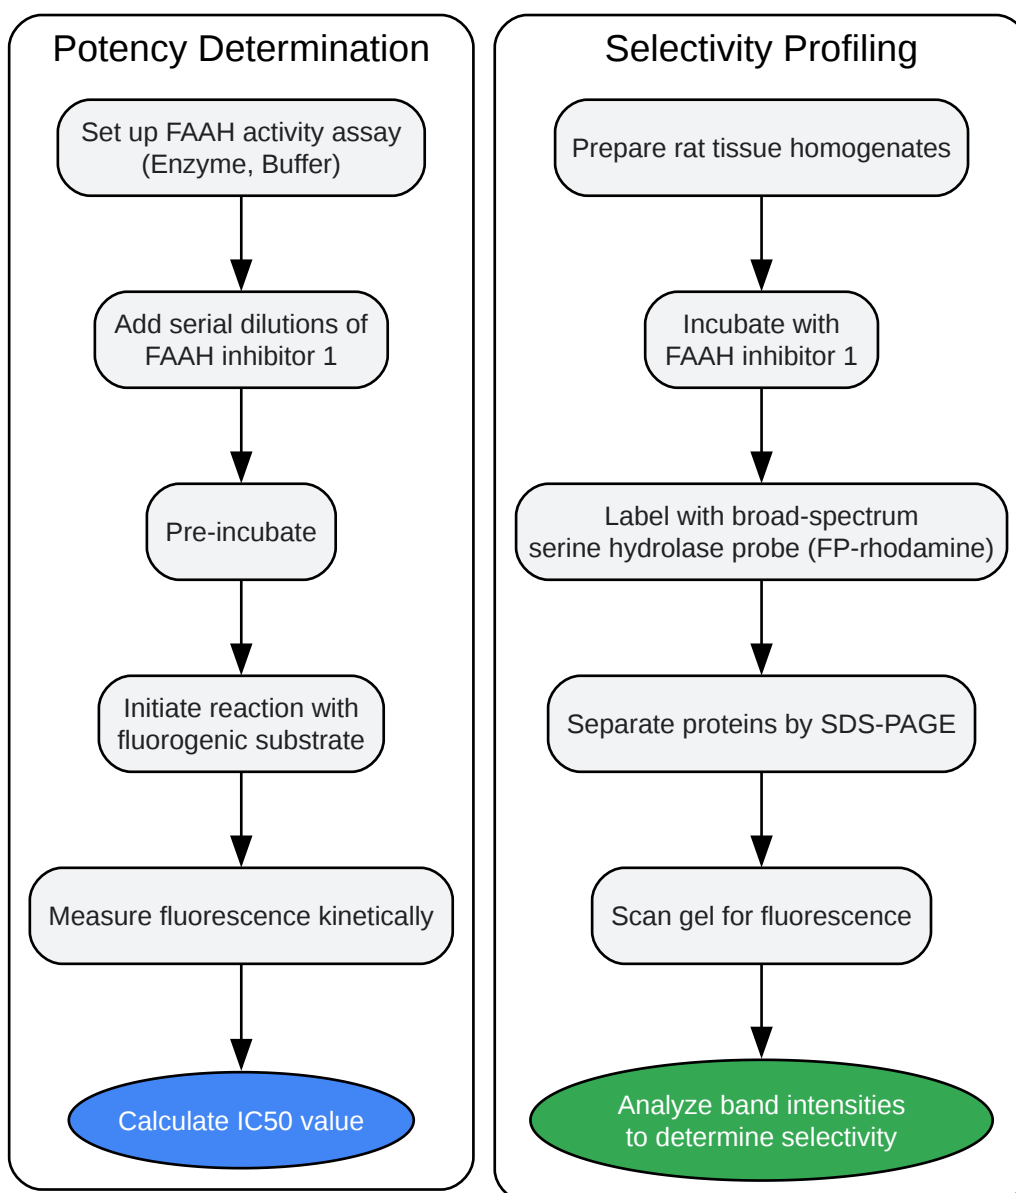 Potency Determination
Set up FAAH activity assay
(Enzyme, Buffer)
Add serial dilutions of
FAAH inhibitor 1
Pre-incubate
Initiate reaction with
fluorogenic substrate
Measure fluorescence kinetically
Calculate IC50 value
Selectivity Profiling
Prepare rat tissue homogenates
Incubate with
FAAH inhibitor 1
Label with broad-spectrum
serine hydrolase probe (FP-rhodamine)
Separate proteins by SDS-PAGE
Scan gel for fluorescence
Analyze band intensities
to determine selectivity